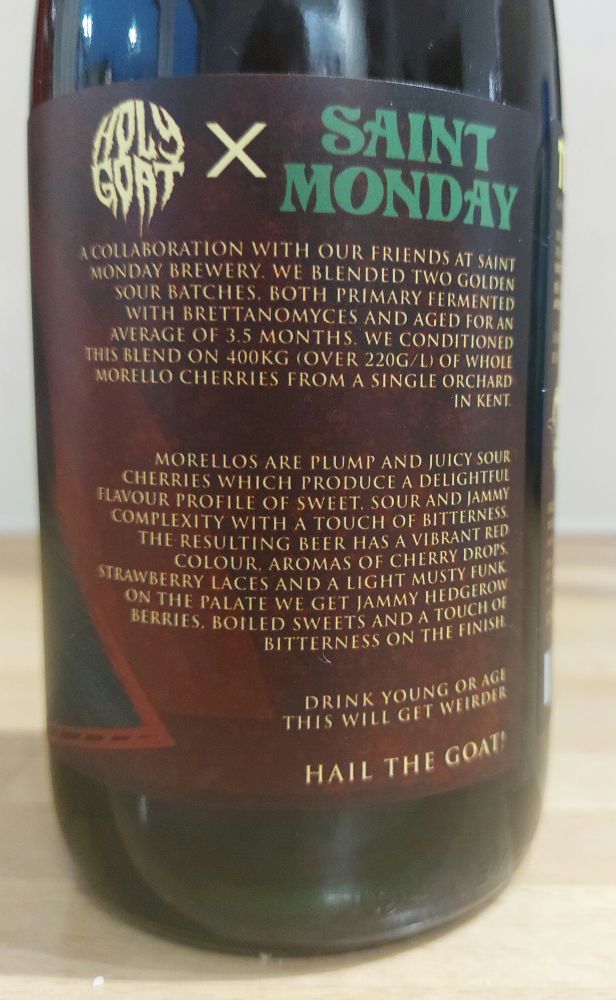 HOLY GOAT X SAINT MONDAY
A COLLABORATION WITH OUR FRIENDS AT SAINT
MONDAY BREWERY. WE BLENDED TWO GOLDEN
SOUR BATCHES, BOTH PRIMARY FERMENTED
WITH BRETTANOMYCES AND AGED FOR AN
AVERAGE OF 3.5 MONTHS. WE CONDITIONED
THIS BLEND ON 400KG (OVER 220G/L) OF WHOLE
MORELLO CHERRIES FROM A SINGLE ORCHARD
IN KENT.
MORELLOS ARE PLUMP AND JUICY SOUR
CHERRIES WHICH PRODUCE A DELIGHTFUL
FLAVOUR PROFILE OF SWEET, SOUR AND JAMMY
COMPLEXITY WITH A TOUCH OF BITTERNESS.
THE RESULTING BEER HAS A VIBRANT RED
COLOUR, AROMAS OF CHERRY DROPS,
STRAWBERRY LACES AND A LIGHT MUSTY FUNK.
ON THE PALATE WE GET JAMMY HEDGEROW
BERRIES, BOILED SWEETS AND A TOUCH OF
BITTERNESS ON THE FINISH.
DRINK YOUNG OR AGE
THIS WILL GET WEIRDER
HAIL THE GOAT!